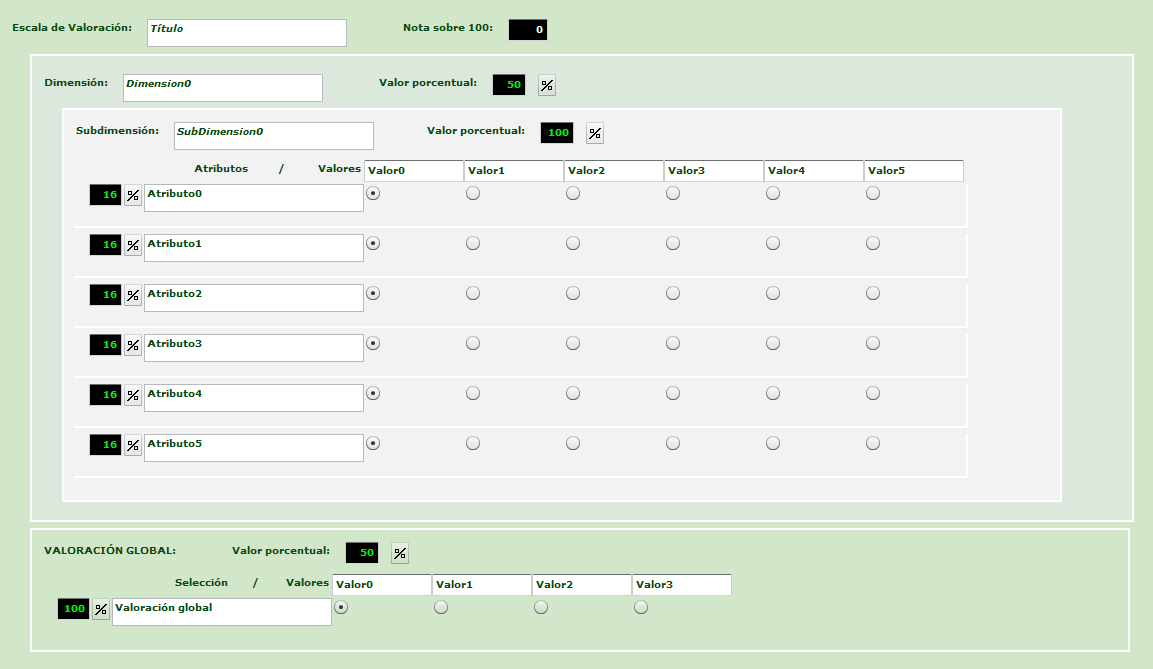 Escala de Valoración: Título Nota sobre 100: 0
Dimensión: Dimension0 Valor porcentual: 50 %
Subdimensión: SubDimension0 Valor porcentual: 100 %
Atributos / Valores Valor0 Valor1 Valor2 Valor3 Valor4 Valor5
16 % Atributo0
16 % Atributo1
16 % Atributo2
16 % Atributo3
16 % Atributo4
16 % Atributo5
VALORACIÓN GLOBAL: Valor porcentual: 50 %
Selección / Valores Valor0 Valor1 Valor2 Valor3
100 % Valoración global